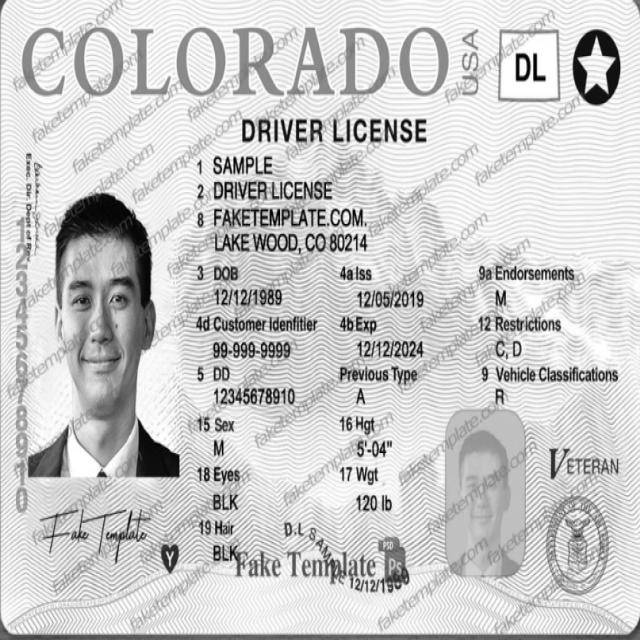 COLORADO
USA
DL
DRIVER LICENSE
1 SAMPLE
2 DRIVER LICENSE
8 FAKETEMPLATE.COM.
LAKE WOOD, CO 80214
3 DOB 4a Iss 9a Endorsements
12/12/1989 12/05/2019 M
4d Customer Idenfitier 4b Exp 12 Restrictions
99-999-9999 12/12/2024 C, D
5 DD Previous Type 9 Vehicle Classifications
12345678910 A R
15 Sex 16 Hgt
M 5'-04"
18 Eyes 17 Wgt
BLK 120 lb
19 Hair
BLK
VETERAN
Fake Template
Y
D.L SAMPLE 12/12/1989
Fake Template
PSD
Ps
faketemplate.com